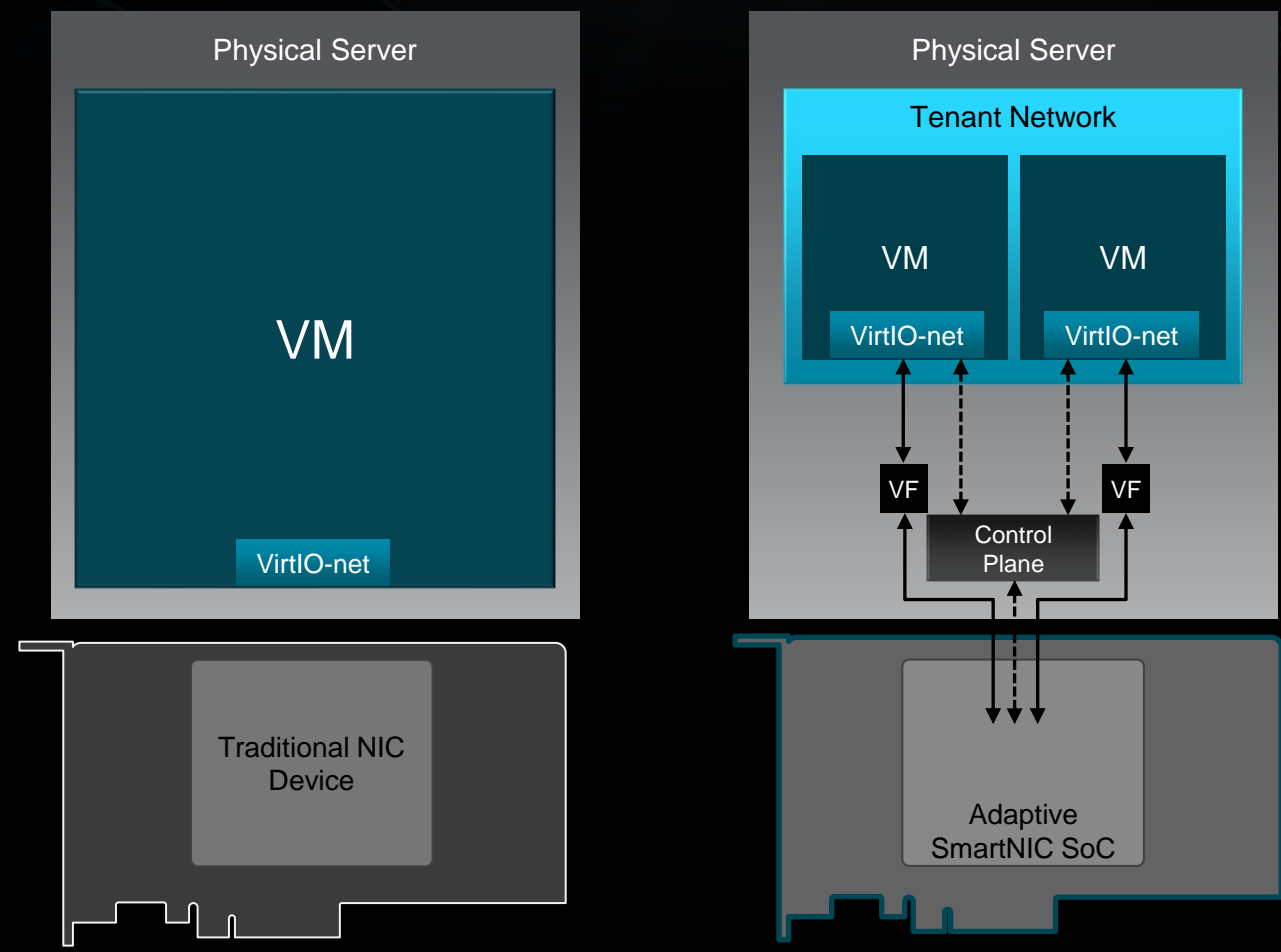 Physical Server
VM
VirtIO-net
Traditional NIC
Device
Physical Server
Tenant Network
VM
VM
VirtIO-net
VirtIO-net
VF
VF
Control
Plane
Adaptive
SmartNIC SoC